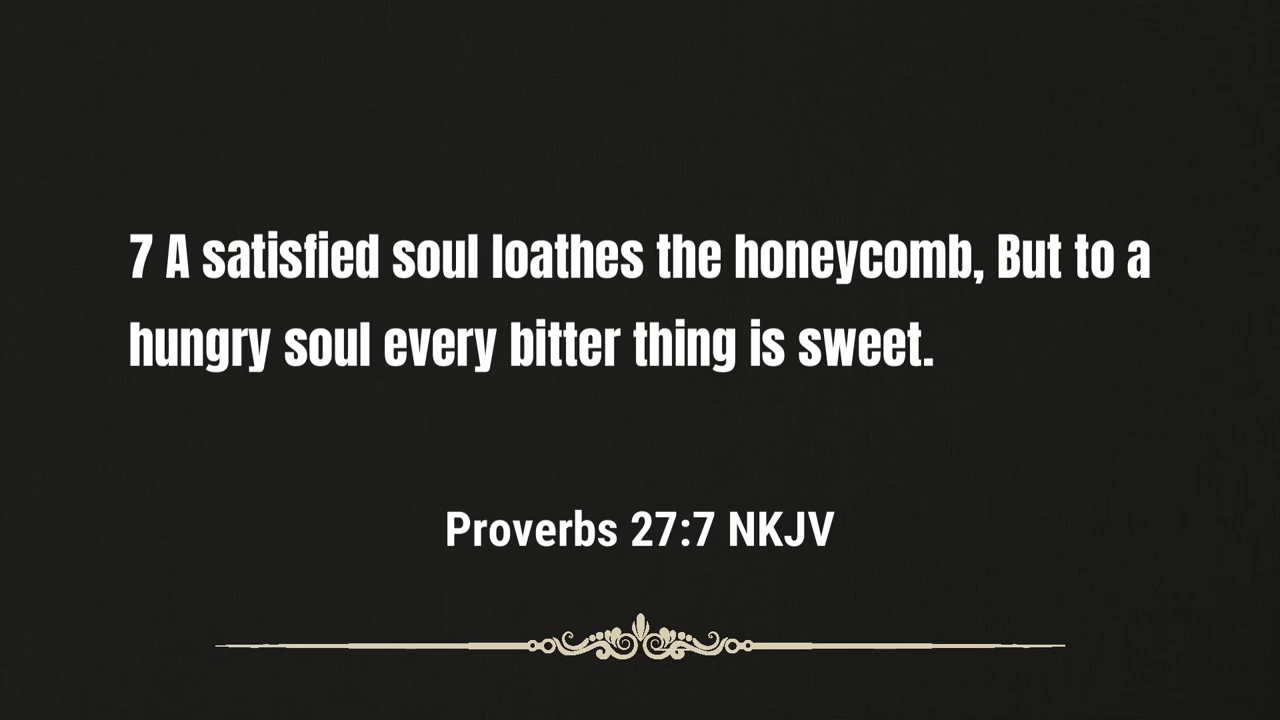 7 A satisfied soul loathes the honeycomb, But to a
hungry soul every bitter thing is sweet.
Proverbs 27:7 NKJV